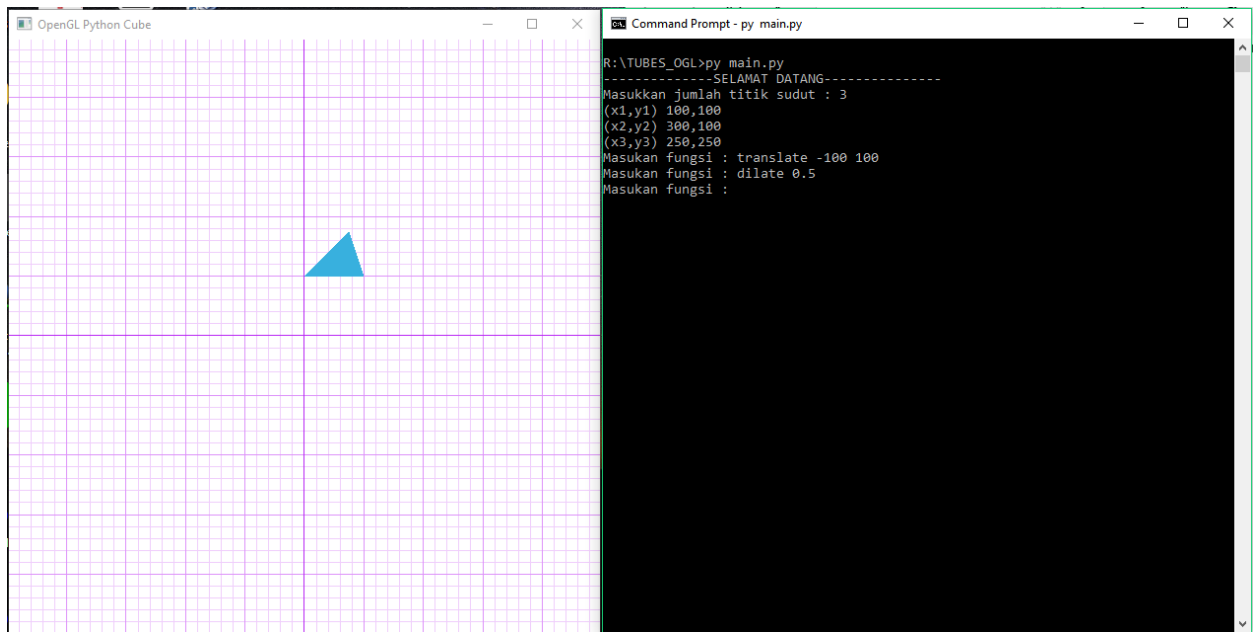 OpenGL Python Cube
Command Prompt - py main.py
R:\TUBES_OGL>py main.py
--------------SELAMAT DATANG---------------
Masukkan jumlah titik sudut : 3
(x1,y1) 100,100
(x2,y2) 300,100
(x3,y3) 250,250
Masukan fungsi : translate -100 100
Masukan fungsi : dilate 0.5
Masukan fungsi :